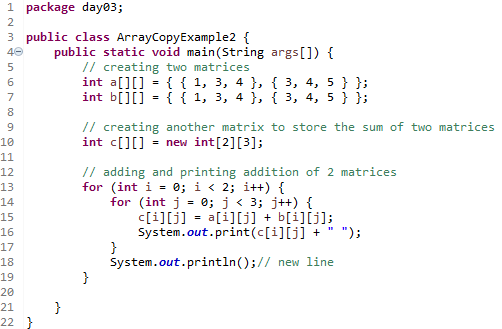 1 package day03;
2
3 public class ArrayCopyExample2 {
4     public static void main(String args[]) {
5         // creating two matrices
6         int a[][] = { { 1, 3, 4 }, { 3, 4, 5 } };
7         int b[][] = { { 1, 3, 4 }, { 3, 4, 5 } };
8
9         // creating another matrix to store the sum of two matrices
10         int c[][] = new int[2][3];
11
12         // adding and printing addition of 2 matrices
13         for (int i = 0; i < 2; i++) {
14             for (int j = 0; j < 3; j++) {
15                 c[i][j] = a[i][j] + b[i][j];
16                 System.out.print(c[i][j] + " ");
17             }
18             System.out.println();// new line
19         }
20
21     }
22 }